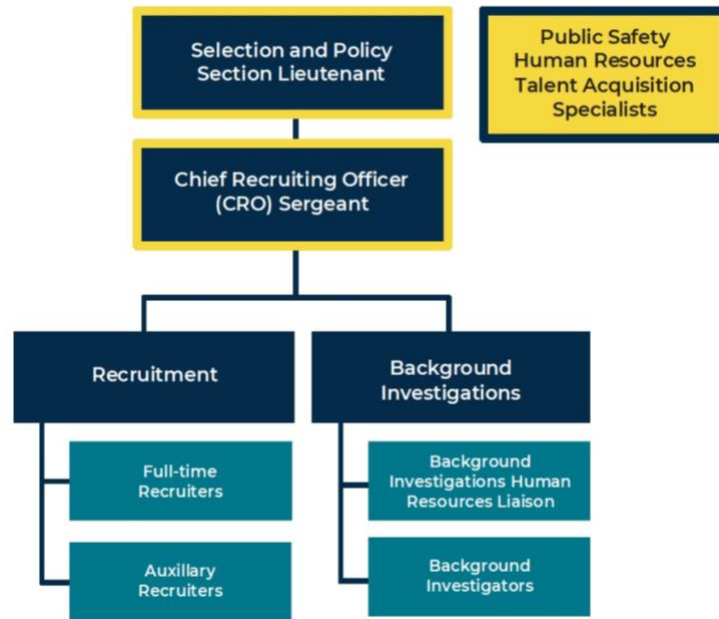 Selection and Policy
Section Lieutenant
Public Safety
Human Resources
Talent Acquisition
Specialists
Chief Recruiting Officer
(CRO) Sergeant
Recruitment
Background
Investigations
Full-time
Recruiters
Background
Investigations Human
Resources Liaison
Auxillary
Recruiters
Background
Investigators